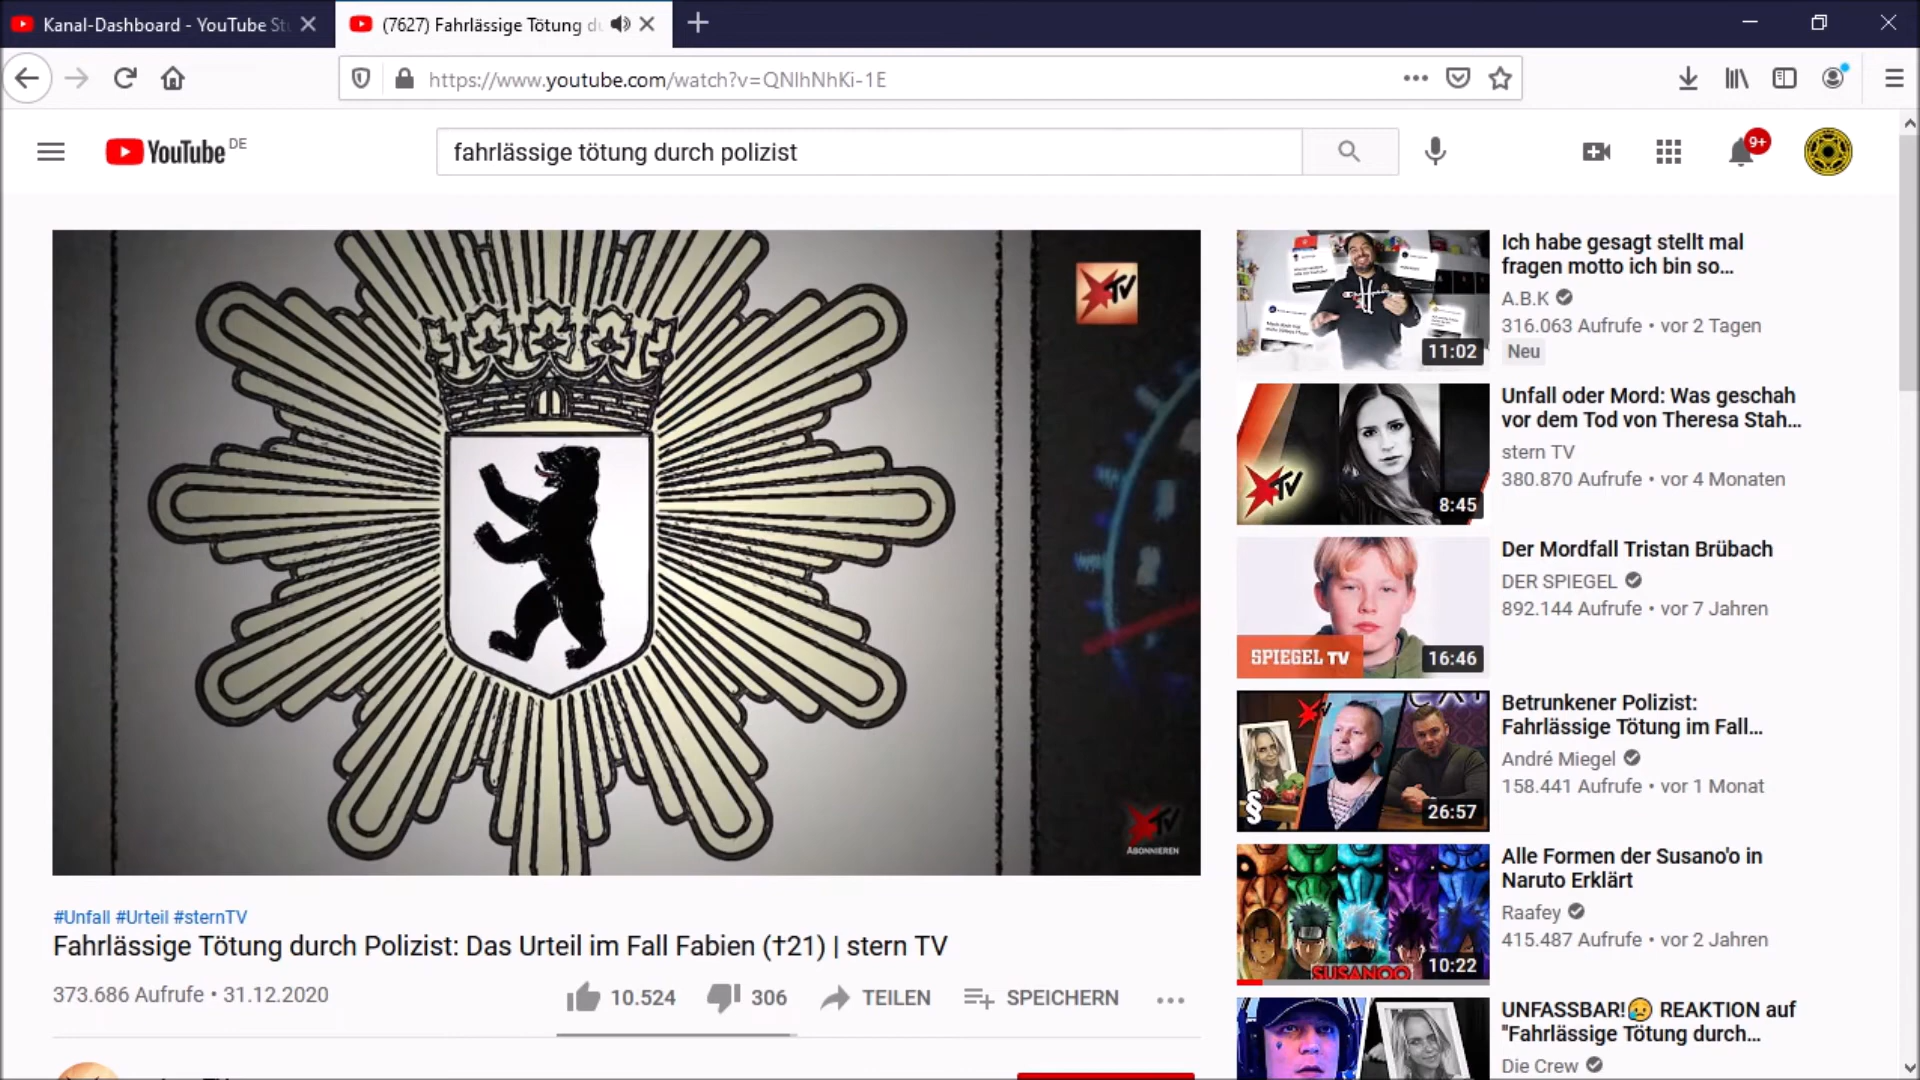 Kanal-Dashboard - YouTube St
(7627) Fahrlässige Tötung du
https://www.youtube.com/watch?v=QNlhNhKi-1E
YouTube DE
fahrlässige tötung durch polizist
9+
TV
TV
ABONNIEREN
#Unfall #Urteil #sternTV
Fahrlässige Tötung durch Polizist: Das Urteil im Fall Fabien (†21) | stern TV
373.686 Aufrufe • 31.12.2020
10.524
306
TEILEN
SPEICHERN
11:02
Ich habe gesagt stellt mal
fragen motto ich bin so...
A.B.K
316.063 Aufrufe • vor 2 Tagen
Neu
TV
8:45
Unfall oder Mord: Was geschah
vor dem Tod von Theresa Stah...
stern TV
380.870 Aufrufe • vor 4 Monaten
SPIEGEL TV
16:46
Der Mordfall Tristan Brübach
DER SPIEGEL
892.144 Aufrufe • vor 7 Jahren
TV
§
26:57
Betrunkener Polizist:
Fahrlässige Tötung im Fall...
André Miegel
158.441 Aufrufe • vor 1 Monat
SUSANOO
10:22
Alle Formen der Susano'o in
Naruto Erklärt
Raafey
415.487 Aufrufe • vor 2 Jahren
UNFASSBAR!😥 REAKTION auf
"Fahrlässige Tötung durch...
Die Crew